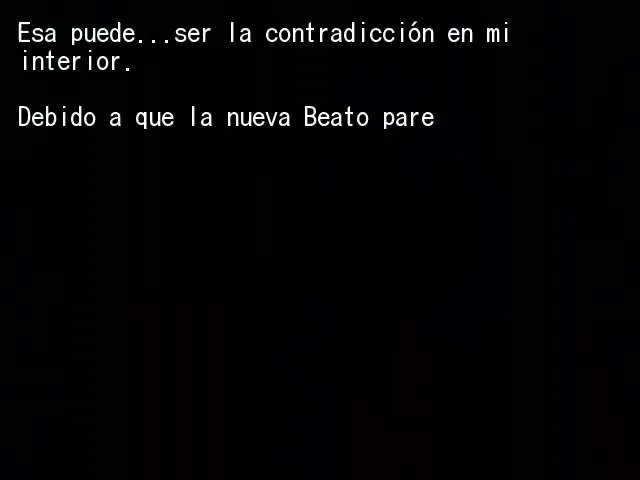 Esa puede...ser la contradicción en mi
interior.
Debido a que la nueva Beato pare